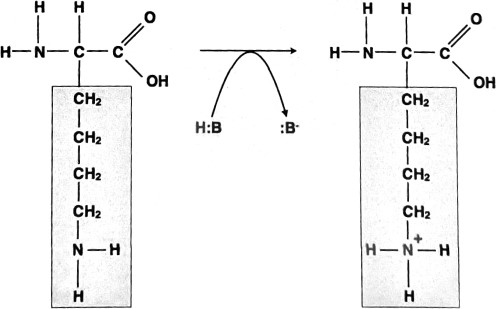 H H O H H O
H—N—C—C H—N—C—C
OH OH
CH₂ CH₂
CH₂ H:B :B⁻ CH₂
CH₂ CH₂
CH₂ CH₂
N—H H—N⁺—H
H H